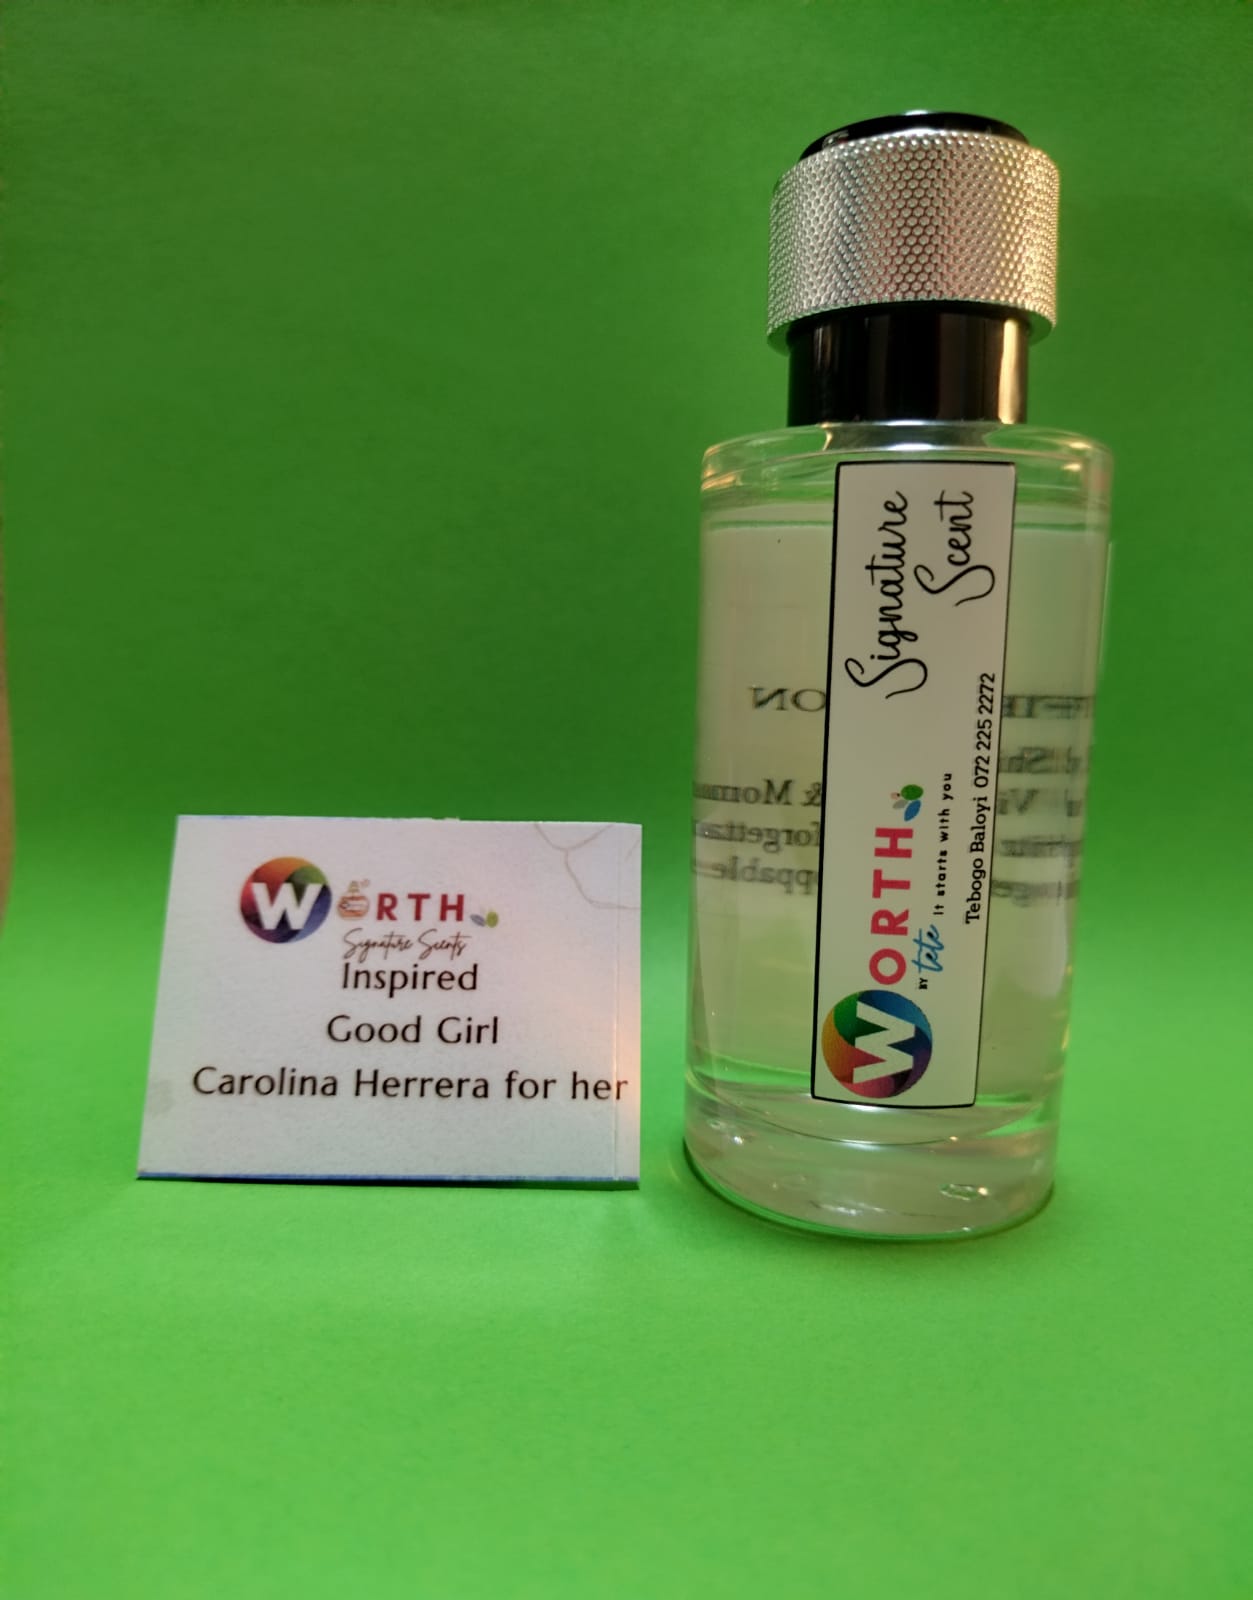 WORTH
Signature Scents
Inspired
Good Girl
Carolina Herrera for her
Signature
Scent
WORTH
BY tete It starts with you
Tebogo Baloyi 072 225 2272